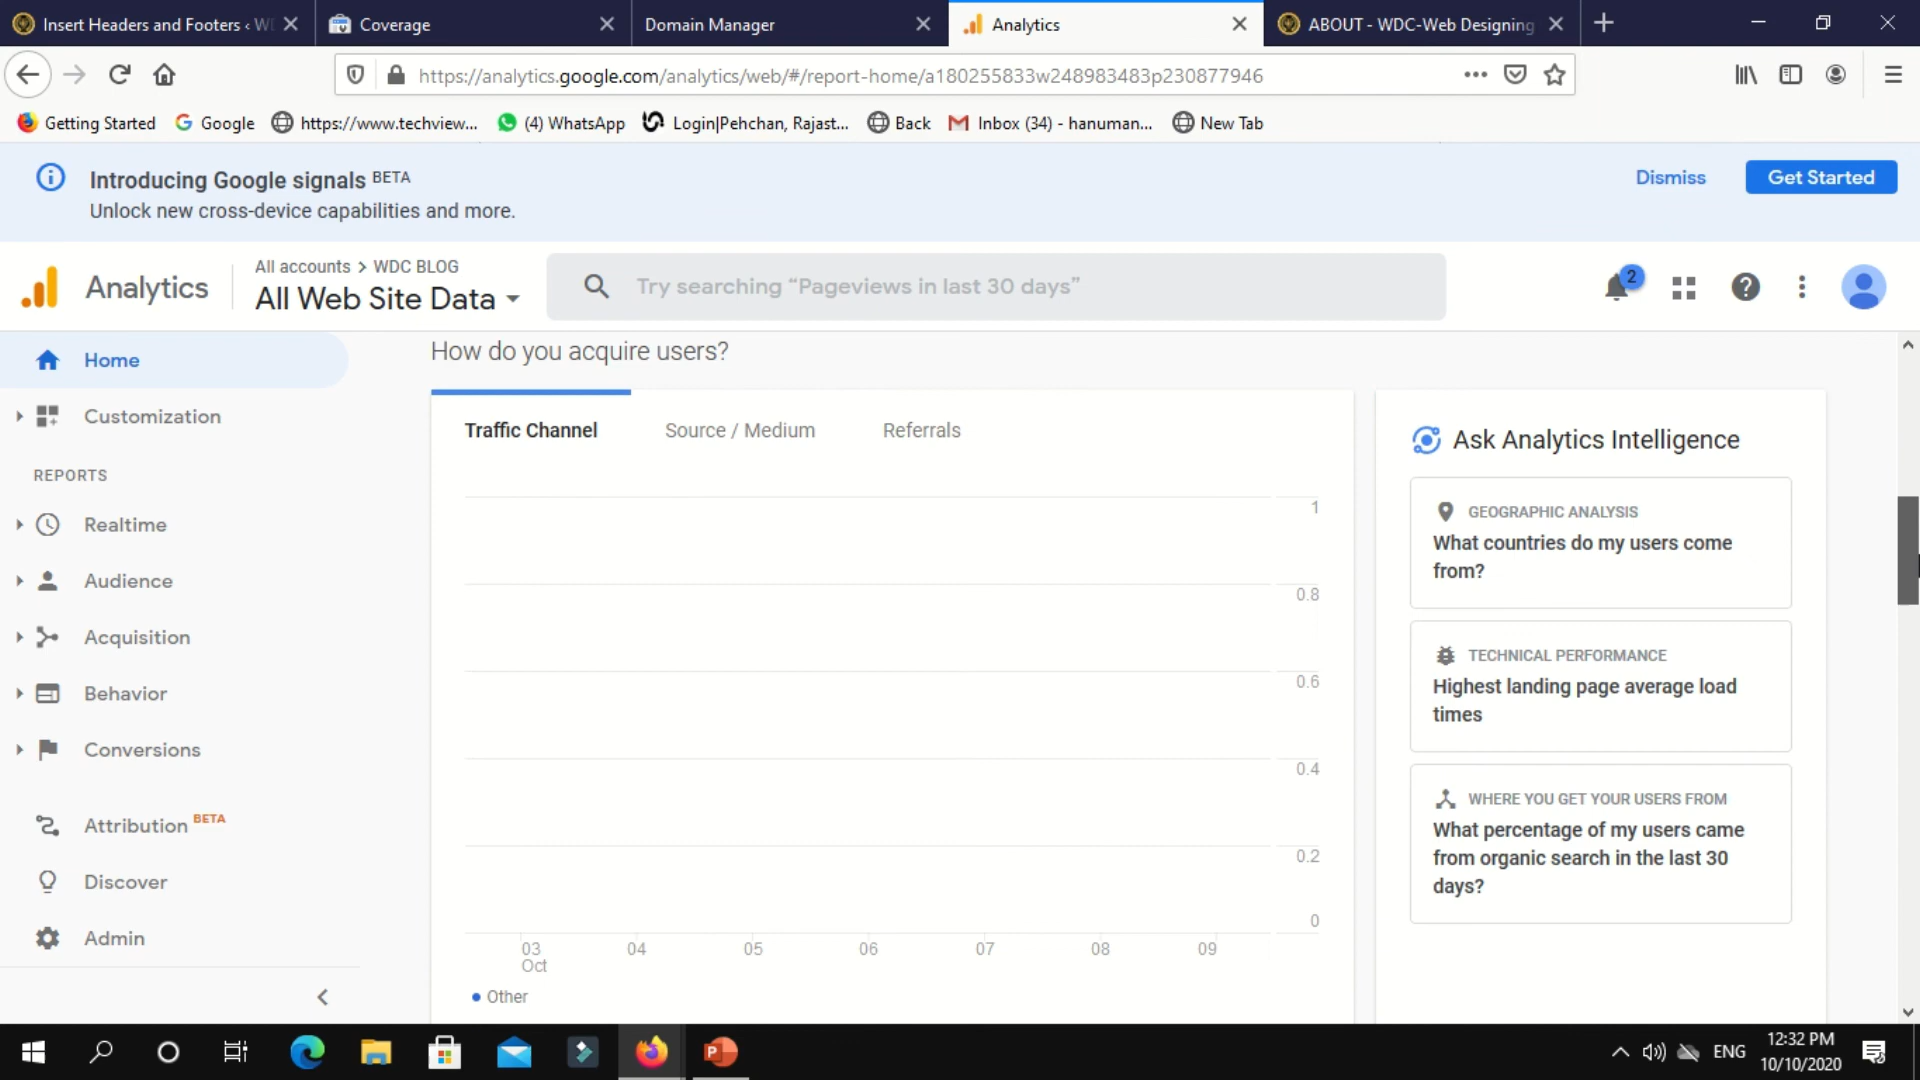 Insert Headers and Footers ‹ W
Coverage
Domain Manager
Analytics
ABOUT - WDC-Web Designing
https://analytics.google.com/analytics/web/#/report-home/a180255833w248983483p230877946
Getting Started
Google
https://www.techview...
(4) WhatsApp
Login|Pehchan, Rajast...
Back
Inbox (34) - hanuman...
New Tab
Introducing Google signals BETA
Unlock new cross-device capabilities and more.
Dismiss
Get Started
Analytics
All accounts > WDC BLOG
All Web Site Data
Try searching “Pageviews in last 30 days”
2
Home
Customization
REPORTS
Realtime
Audience
Acquisition
Behavior
Conversions
Attribution BETA
Discover
Admin
How do you acquire users?
Traffic Channel
Source / Medium
Referrals
1
0.8
0.6
0.4
0.2
0
03
Oct
04
05
06
07
08
09
Other
Ask Analytics Intelligence
GEOGRAPHIC ANALYSIS
What countries do my users come
from?
TECHNICAL PERFORMANCE
Highest landing page average load
times
WHERE YOU GET YOUR USERS FROM
What percentage of my users came
from organic search in the last 30
days?
ENG
12:32 PM
10/10/2020